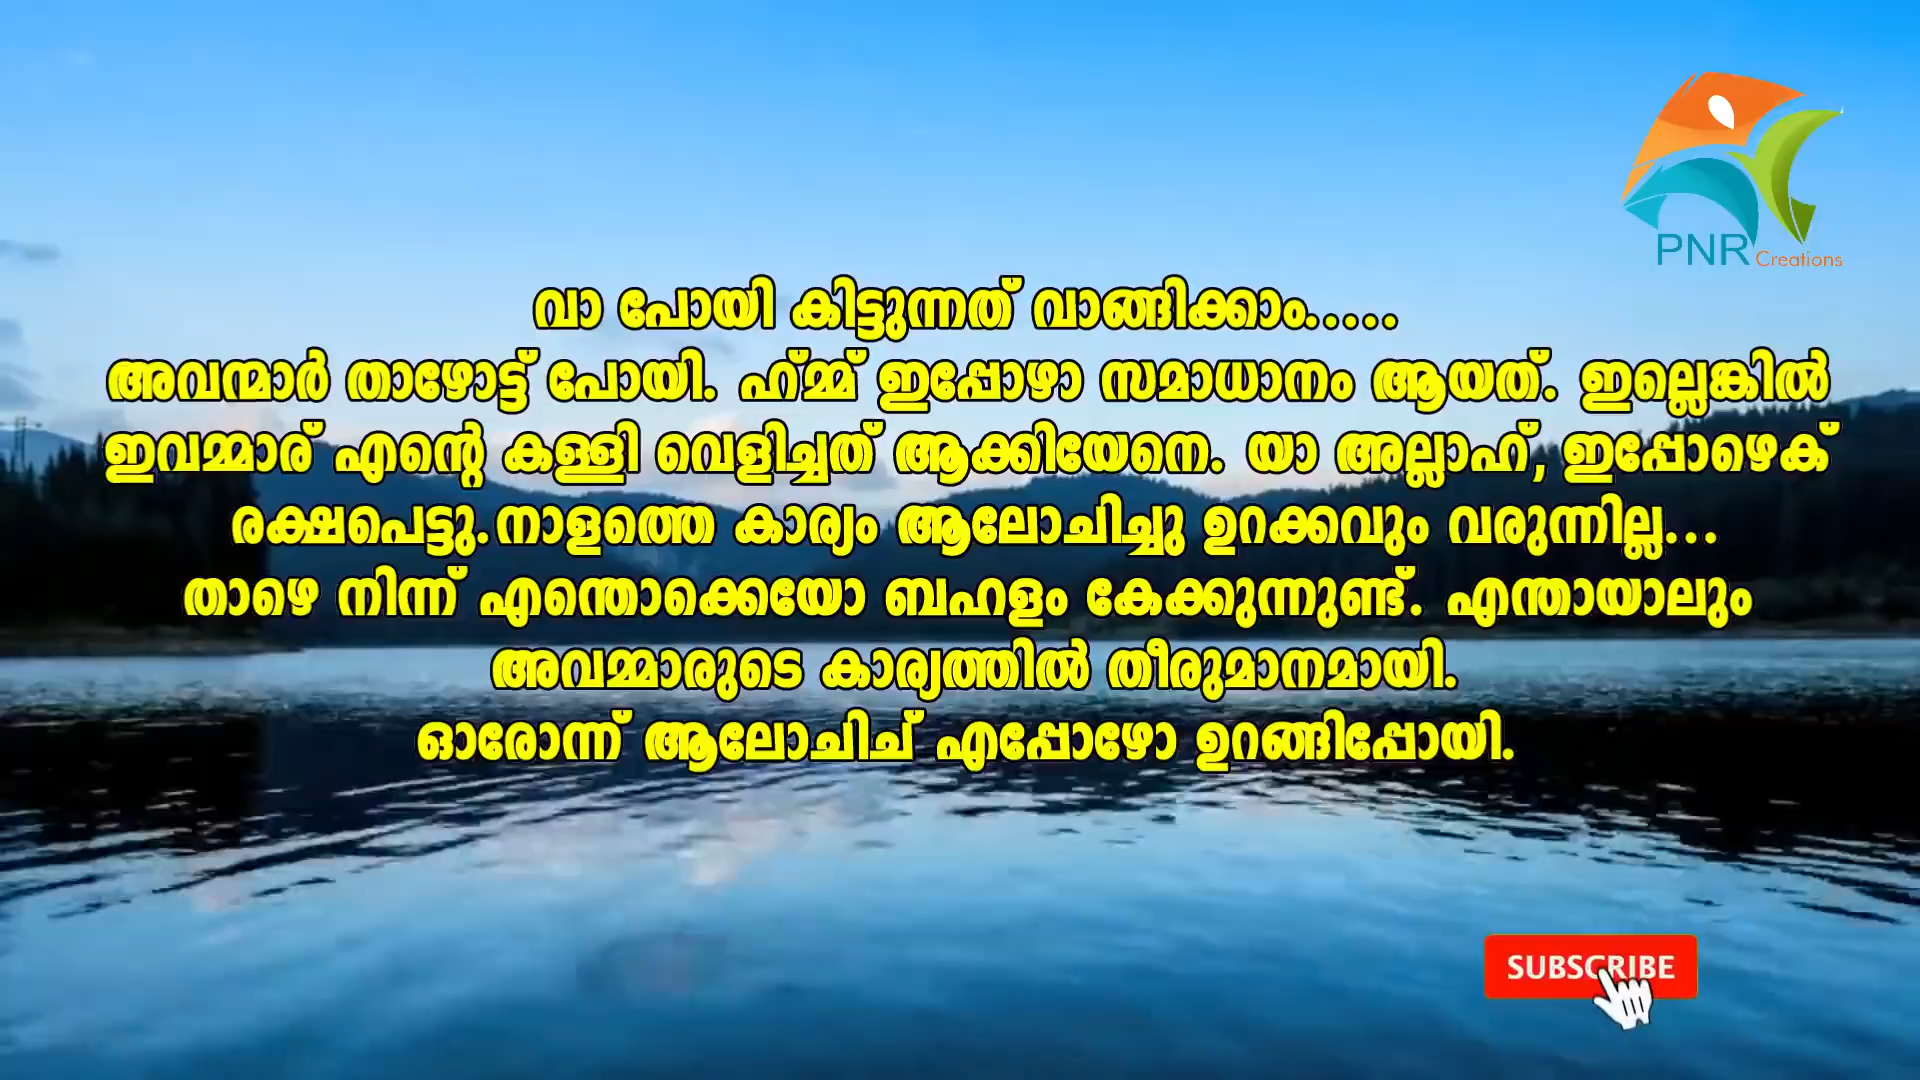 PNR Creations
വാ പോയി കിട്ടുന്നത് വാങ്ങിക്കാം.....
അവന്മാർ താഴോട്ട് പോയി. ഹ്മ്മ് ഇപ്പോഴാ സമാധാനം ആയത്. ഇല്ലെങ്കിൽ
ഇവമ്മാര് എന്റെ കള്ളി വെളിച്ചത് ആക്കിയേനെ. യാ അല്ലാഹ്, ഇപ്പോഴെക്
രക്ഷപെട്ടു.നാളത്തെ കാര്യം ആലോചിച്ചു ഉറക്കവും വരുന്നില്ല...
താഴെ നിന്ന് എന്തൊക്കെയോ ബഹളം കേക്കുന്നുണ്ട്. എന്തായാലും
അവമ്മാരുടെ കാര്യത്തിൽ തീരുമാനമായി.
ഓരോന്ന് ആലോചിച് എപ്പോഴോ ഉറങ്ങിപ്പോയി.
SUBSCRIBE